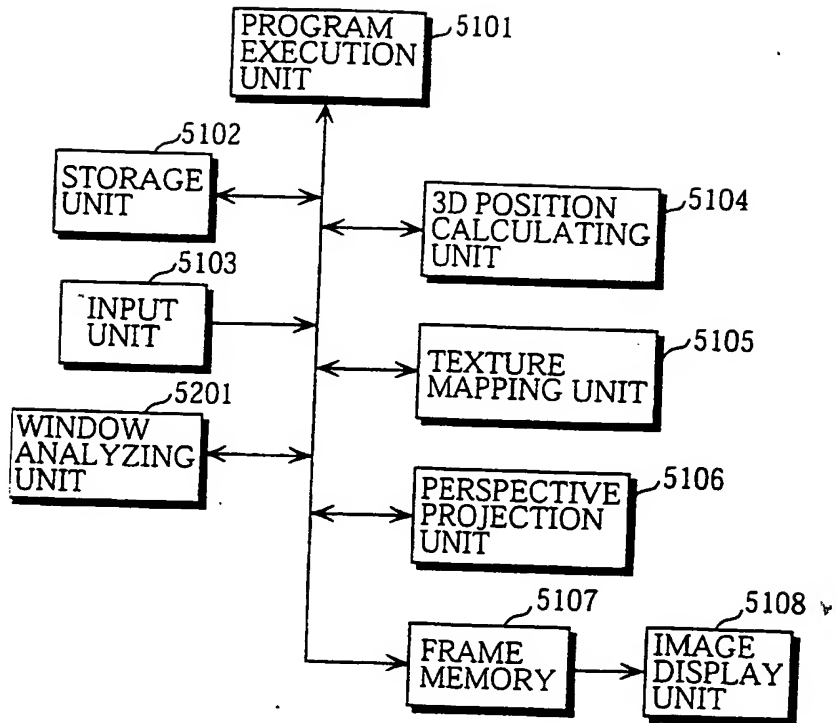 PROGRAM
EXECUTION
UNIT
5101
5102
STORAGE
UNIT
5104
3D POSITION
CALCULATING
UNIT
5103
INPUT
UNIT
5105
TEXTURE
MAPPING UNIT
5201
WINDOW
ANALYZING
UNIT
5106
PERSPECTIVE
PROJECTION
UNIT
5107
FRAME
MEMORY
5108
IMAGE
DISPLAY
UNIT